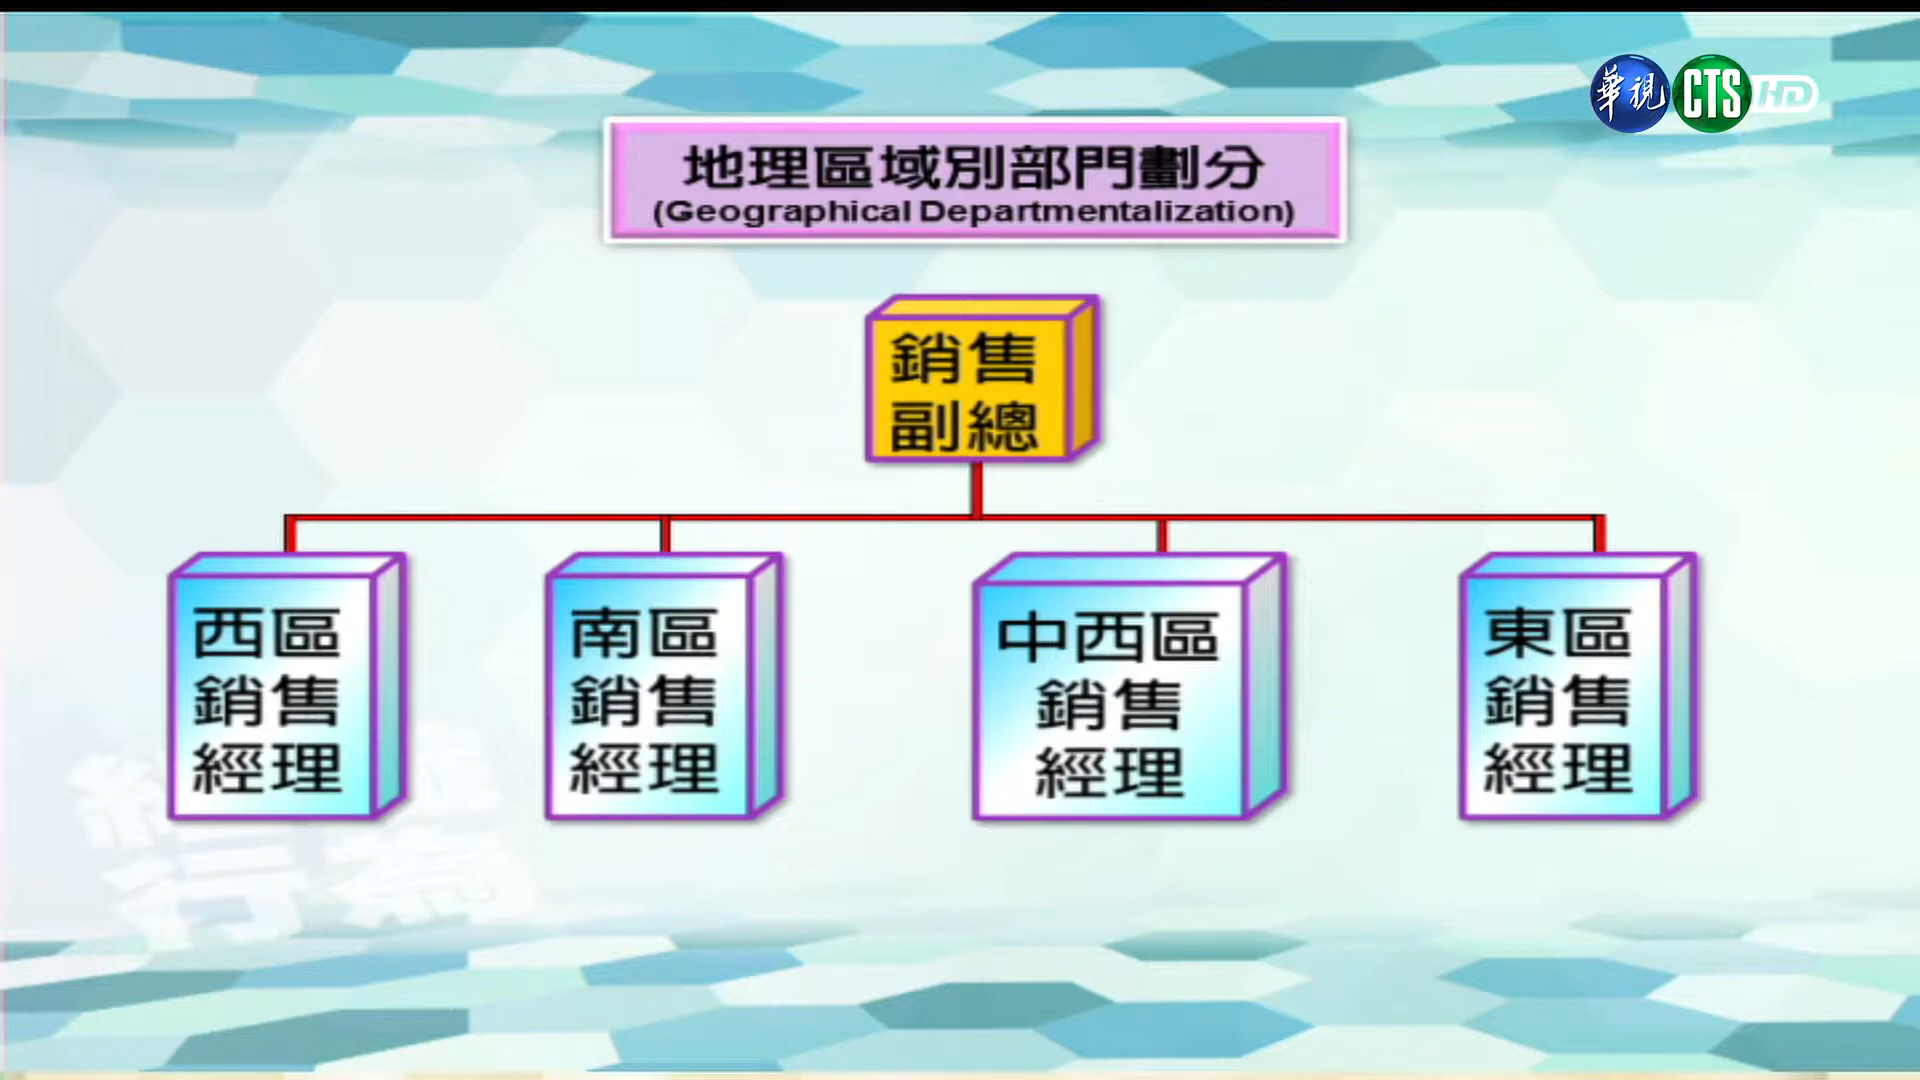 華視 CTS HD
地理區域別部門劃分
(Geographical Departmentalization)
銷售
副總
西區
銷售
經理
南區
銷售
經理
中西區
銷售
經理
東區
銷售
經理
行為